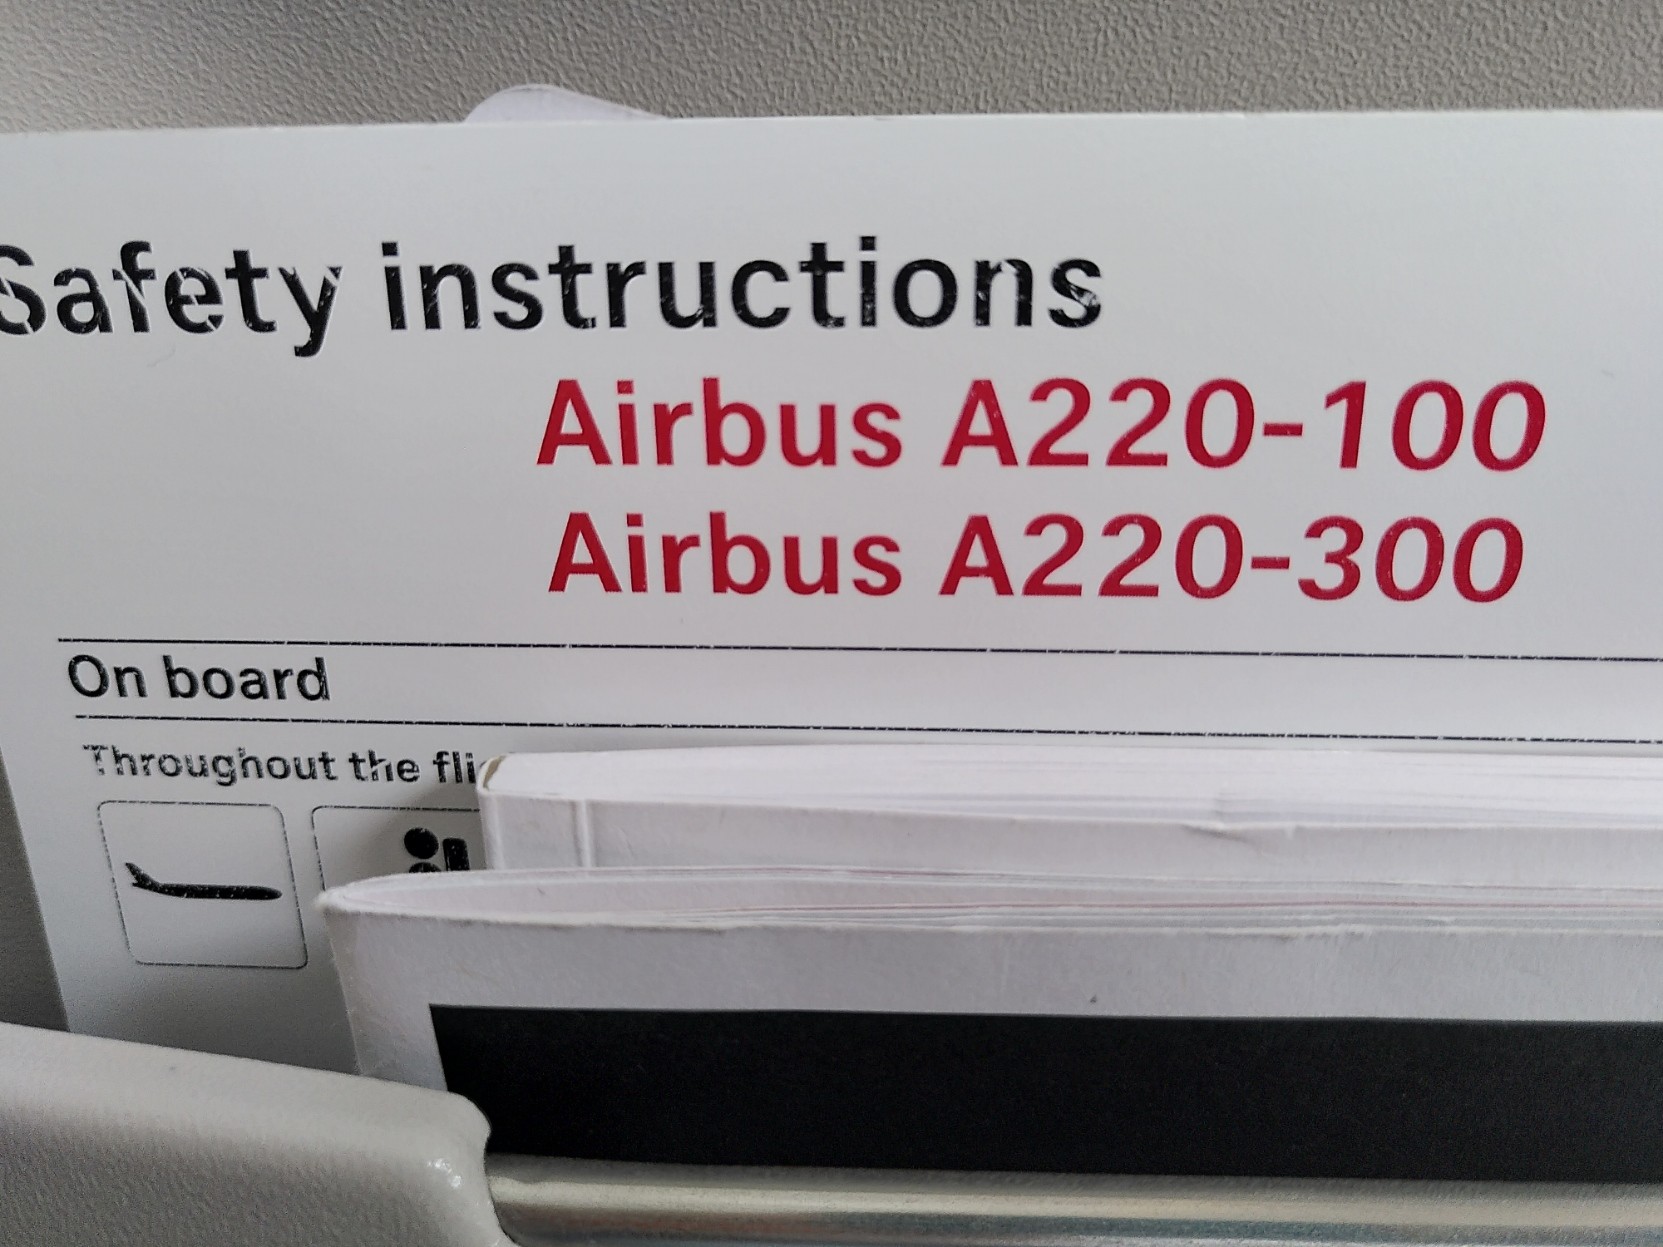 Safety instructions
Airbus A220-100
Airbus A220-300
On board
Throughout the